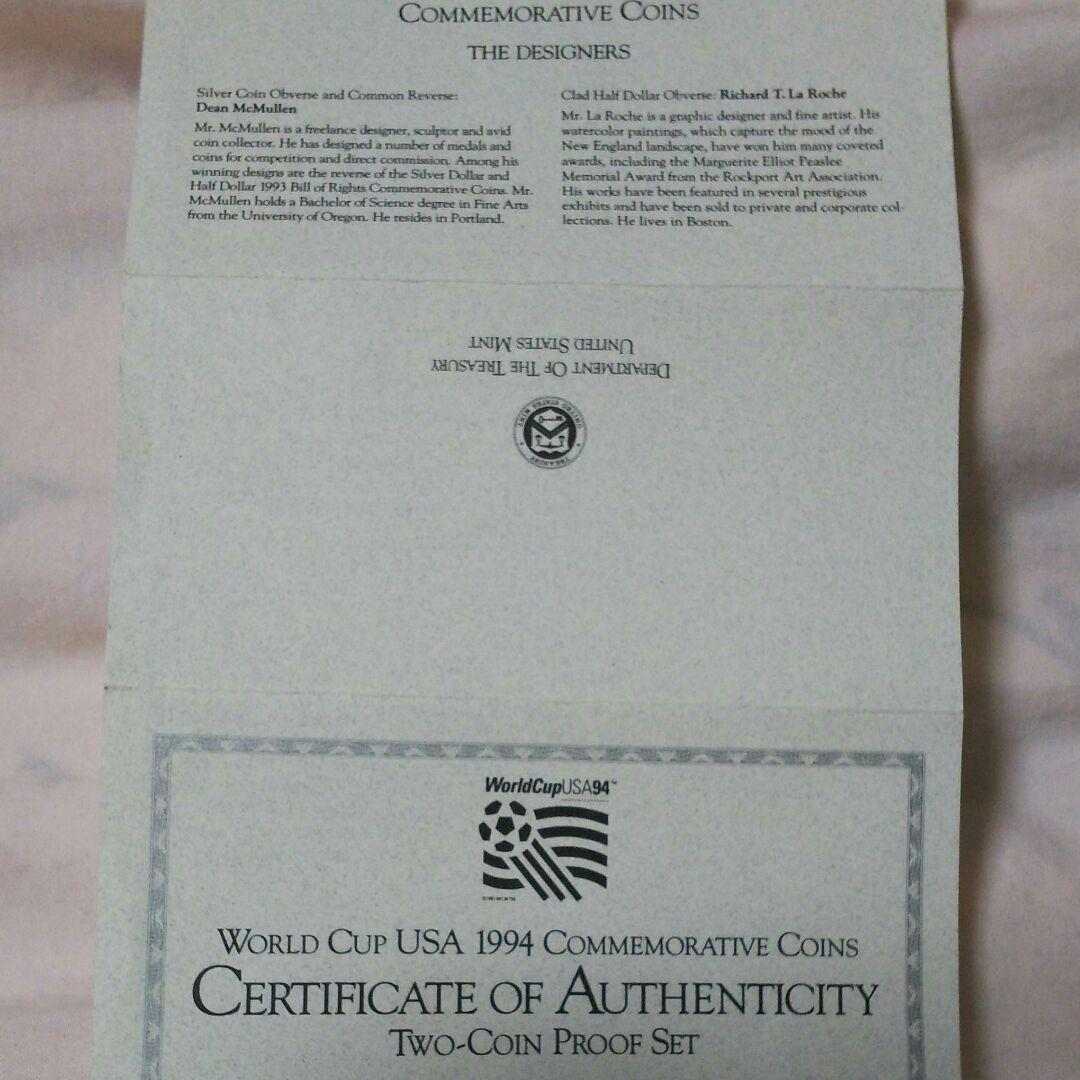 COMMEMORATIVE COINS
THE DESIGNERS
Silver Coin Obverse and Common Reverse:
Dean McMullen
Mr. McMullen is a freelance designer, sculptor and avid
coin collector. He has designed a number of medals and
coins for competition and direct commission. Among his
winning designs are the reverse of the Silver Dollar and
Half Dollar 1993 Bill of Rights Commemorative Coins. Mr.
McMullen holds a Bachelor of Science degree in Fine Arts
from the University of Oregon. He resides in Portland.
Clad Half Dollar Obverse: Richard T. La Roche
Mr. La Roche is a graphic designer and fine artist. His
watercolor paintings, which capture the mood of the
New England landscape, have won him many coveted
awards, including the Marguerite Elliot Peaslee
Memorial Award from the Rockport Art Association.
His works have been featured in several prestigious
exhibits and have been sold to private and corporate col-
lections. He lives in Boston.
DEPARTMENT OF THE TREASURY
UNITED STATES MINT
TREASURY
UNITED STATES MINT
WorldCupUSA94™
WORLD CUP USA 1994 COMMEMORATIVE COINS
CERTIFICATE OF AUTHENTICITY
TWO-COIN PROOF SET